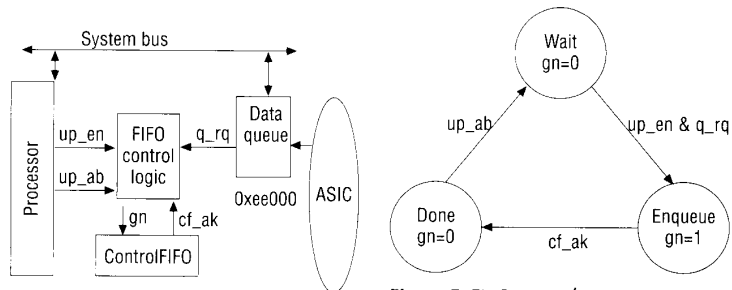 System bus
Processor
up_en
up_ab
FIFO
control
logic
q_rq
Data
queue
0xee000
ASIC
gn
cf_ak
ControlFIFO
Wait
gn=0
up_ab
up_en & q_rq
Done
gn=0
cf_ak
Enqueue
gn=1